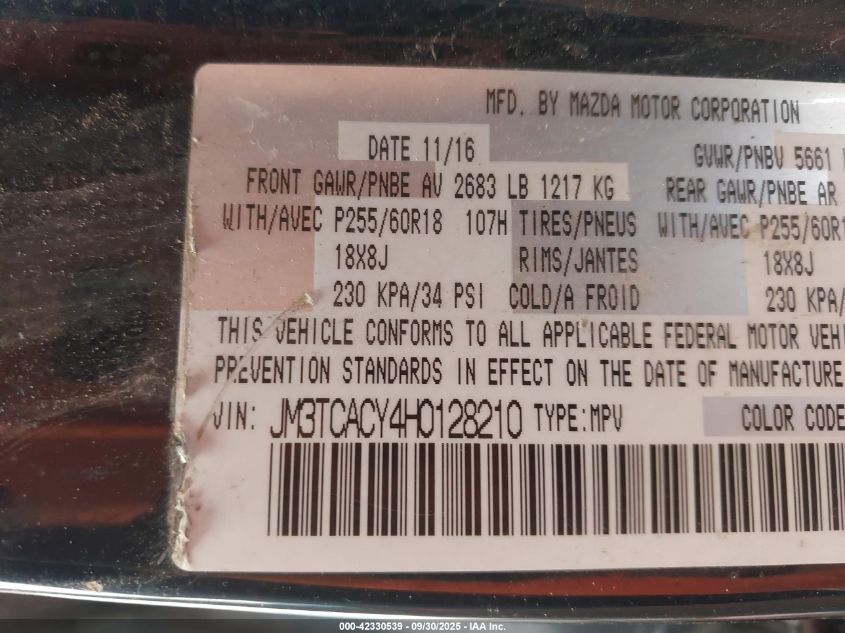 MFD. BY MAZDA MOTOR CORPORATION
DATE 11/16 GVWR/PNBV 5661
FRONT GAWR/PNBE AV 2683 LB 1217 KG REAR GAWR/PNBE AR
WITH/AVEC P255/60R18 107H TIRES/PNEUS WITH/AVEC P255/60R1
18X8J RIMS/JANTES 18X8J
230 KPA/34 PSI COLD/A FROID 230 KPA/
THIS VEHICLE CONFORMS TO ALL APPLICABLE FEDERAL MOTOR VEHI
PREVENTION STANDARDS IN EFFECT ON THE DATE OF MANUFACTURE
VIN: JM3TCACY4H0128210 TYPE:MPV COLOR CODE
000-42330539 - 09/30/2025 - IAA Inc.